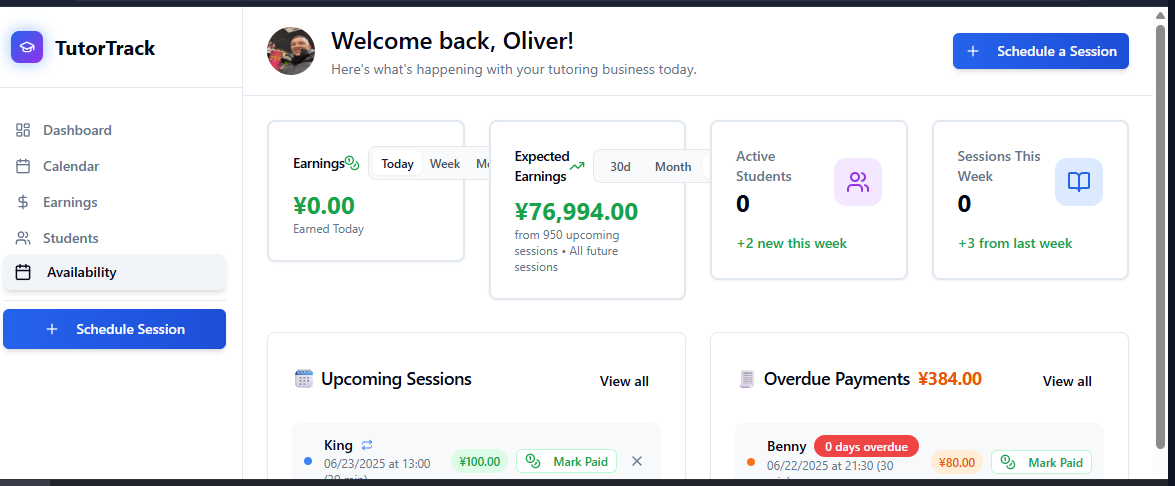 TutorTrack
Dashboard
Calendar
Earnings
Students
Availability
Schedule Session
Welcome back, Oliver!
Here's what's happening with your tutoring business today.
Schedule a Session
Earnings
Today Week
¥0.00
Earned Today
Expected
Earnings
30d Month
¥76,994.00
from 950 upcoming
sessions • All future
sessions
Active
Students
0
+2 new this week
Sessions This
Week
0
+3 from last week
Upcoming Sessions
View all
King
06/23/2025 at 13:00
¥100.00
Mark Paid
Overdue Payments ¥384.00
View all
Benny 0 days overdue
06/22/2025 at 21:30 (30
¥80.00
Mark Paid